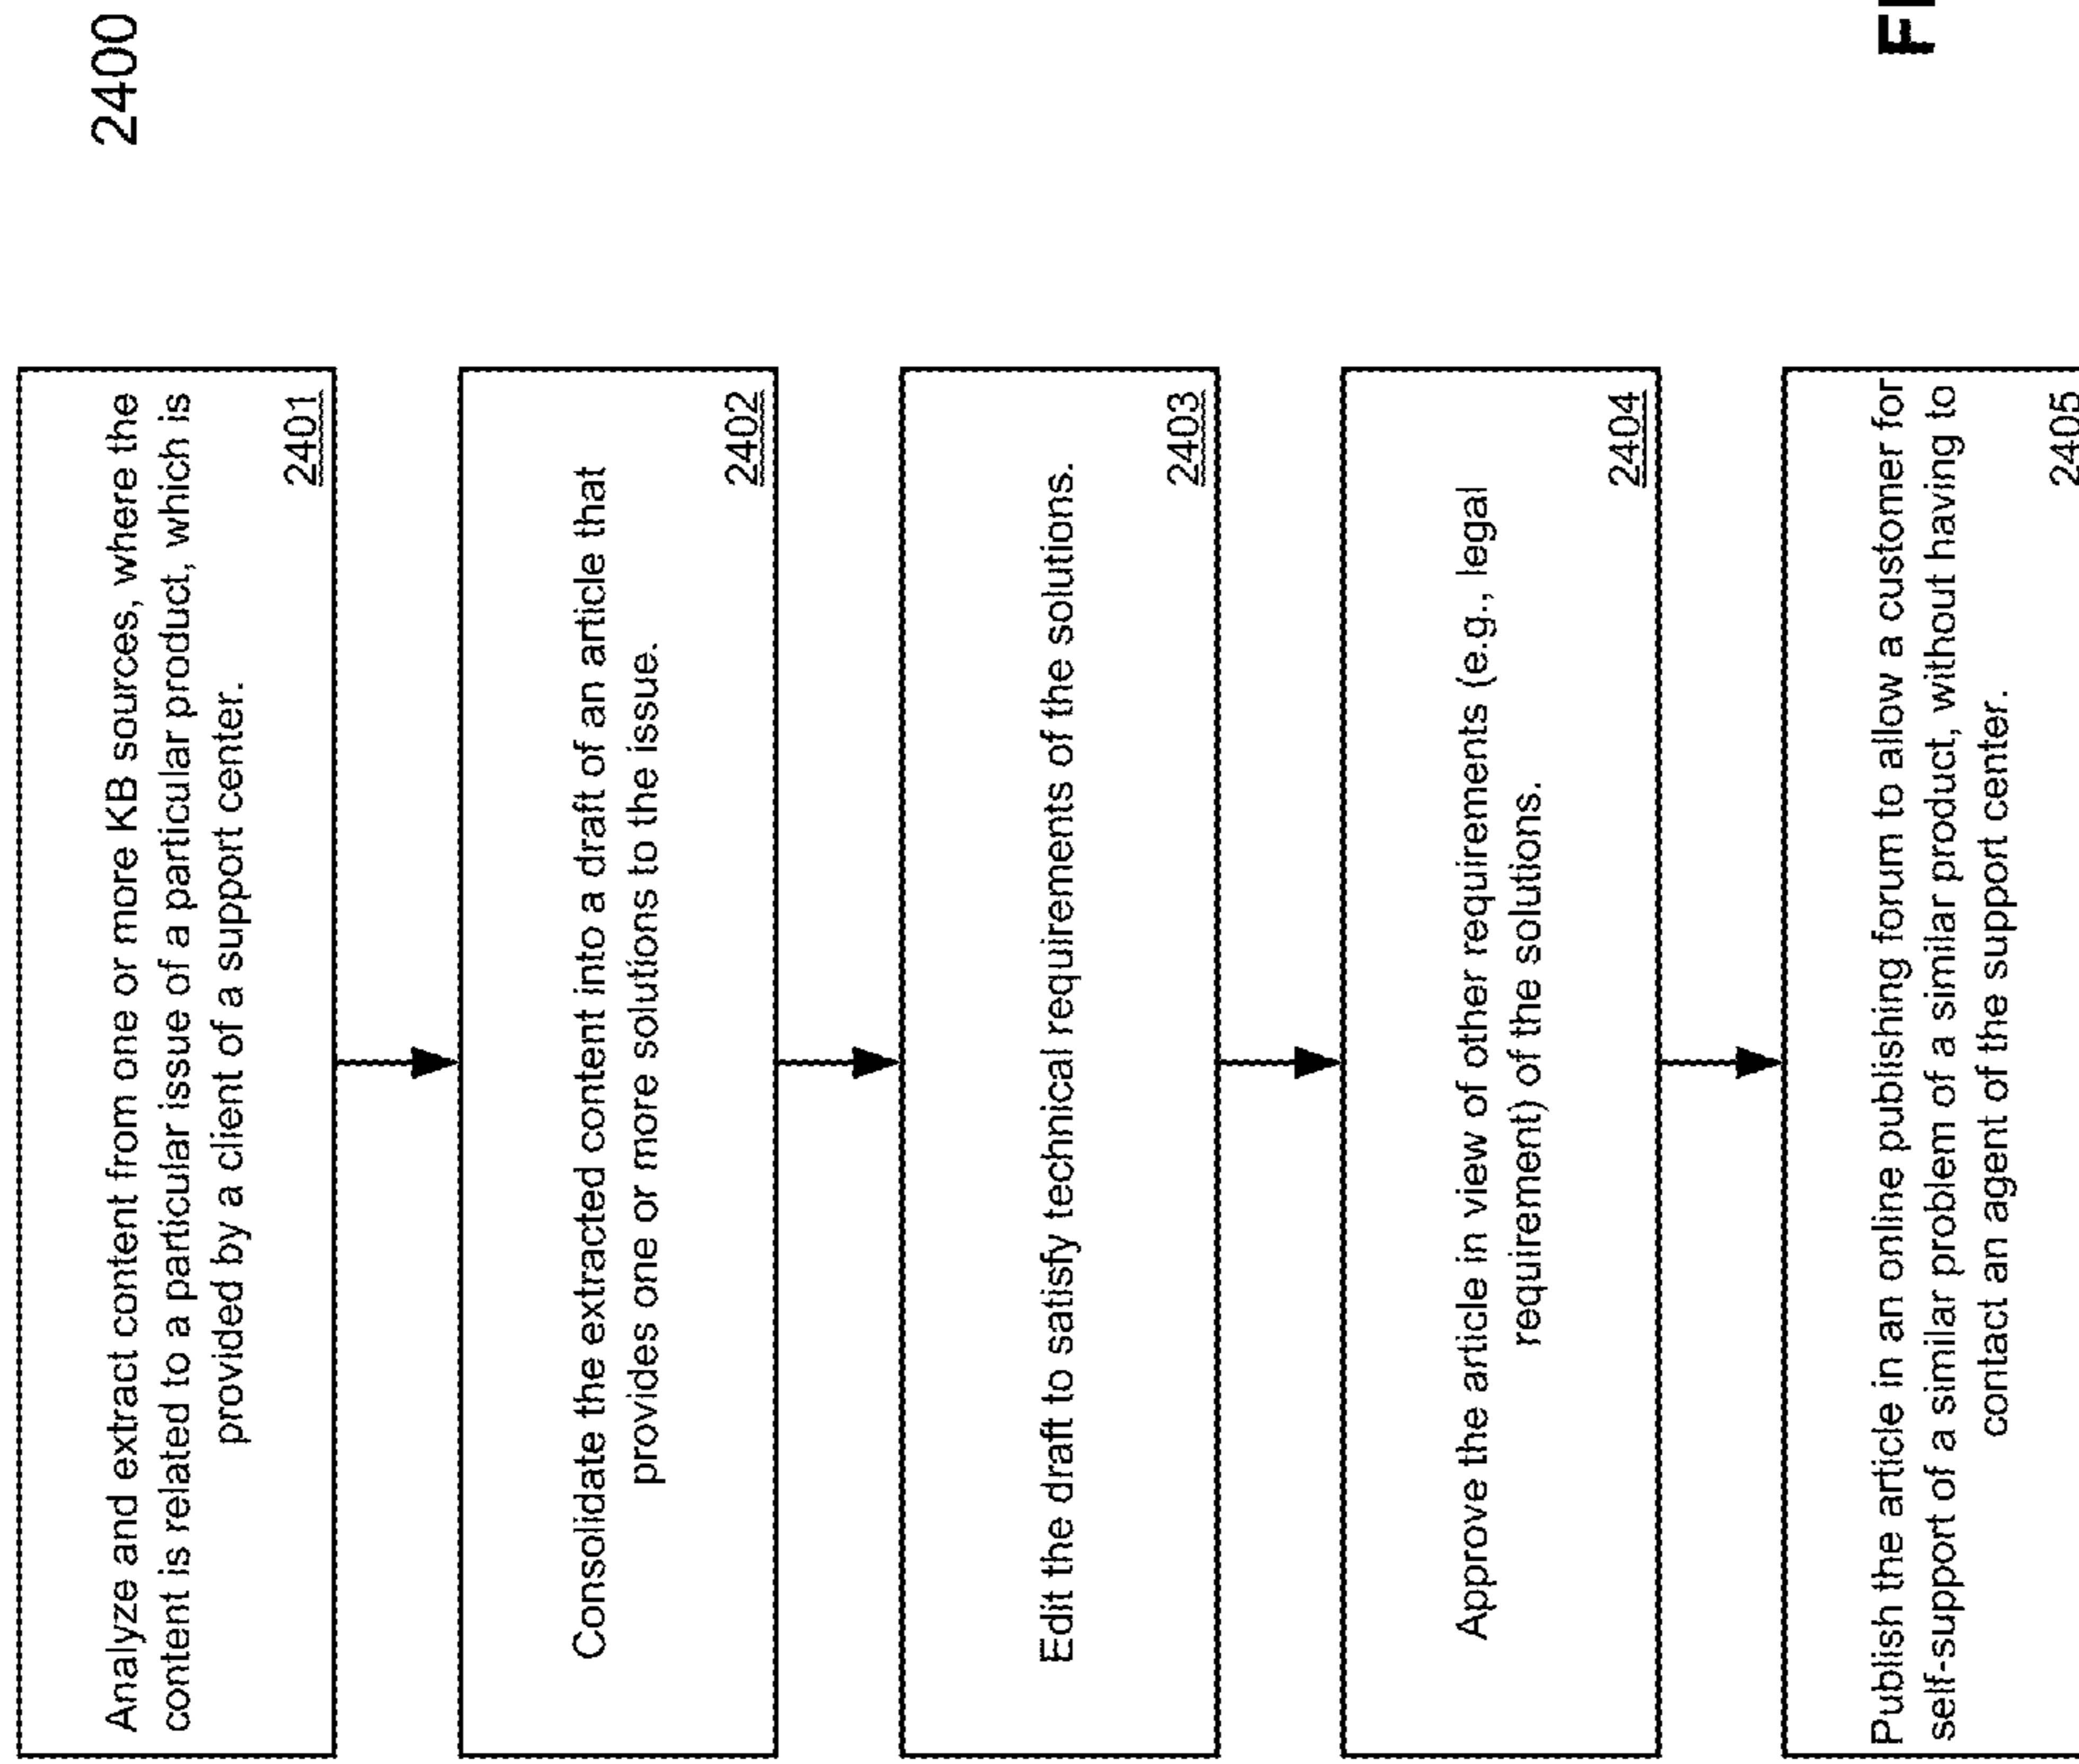 2400
Analyze and extract content from one or more KB sources, where the
content is related to a particular issue of a particular product, which is
provided by a client of a support center.
2401
Consolidate the extracted content into a draft of an article that
provides one or more solutions to the issue.
2402
Edit the draft to satisfy technical requirements of the solutions.
2403
Approve the article in view of other requirements (e.g., legal
requirement) of the solutions.
2404
Publish the article in an online publishing forum to allow a customer for
self-support of a similar problem of a similar product, without having to
contact an agent of the support center.
2405